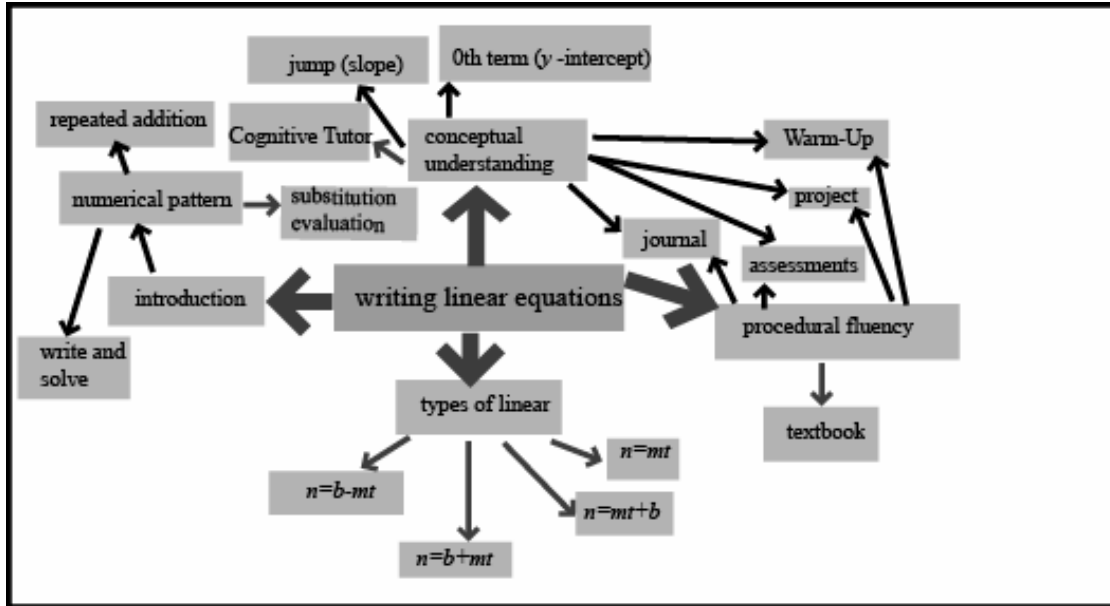 jump (slope)
0th term (y -intercept)
repeated addition
Cognitive Tutor
conceptual
understanding
Warm-Up
numerical pattern
substitution
evaluation
project
journal
assessments
introduction
writing linear equations
procedural fluency
write and
solve
types of linear
textbook
n=mt
n=b-mt
n=mt+b
n=b+mt